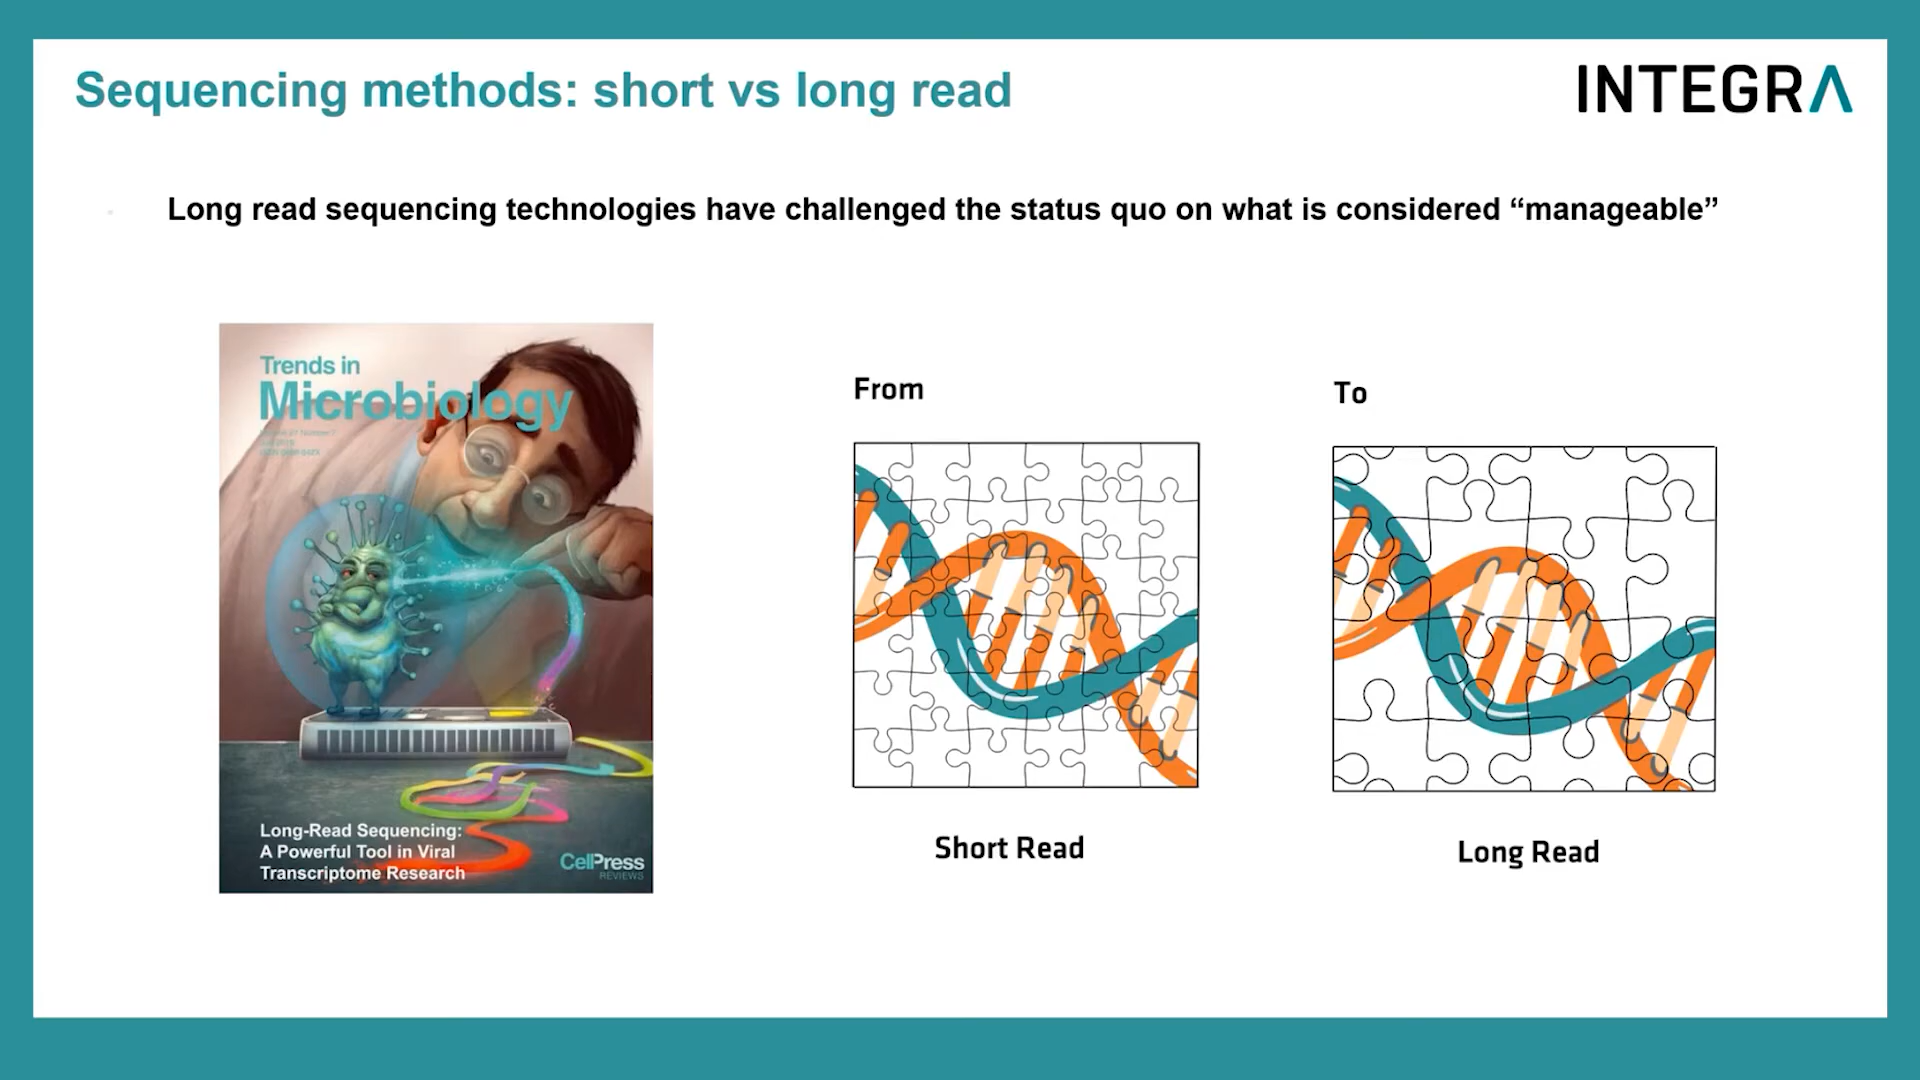 Sequencing methods: short vs long read
INTEGRA
Long read sequencing technologies have challenged the status quo on what is considered “manageable”
Trends in
Microbiology
Long-Read Sequencing:
A Powerful Tool in Viral
Transcriptome Research
CellPress
REVIEWS
From
Short Read
To
Long Read